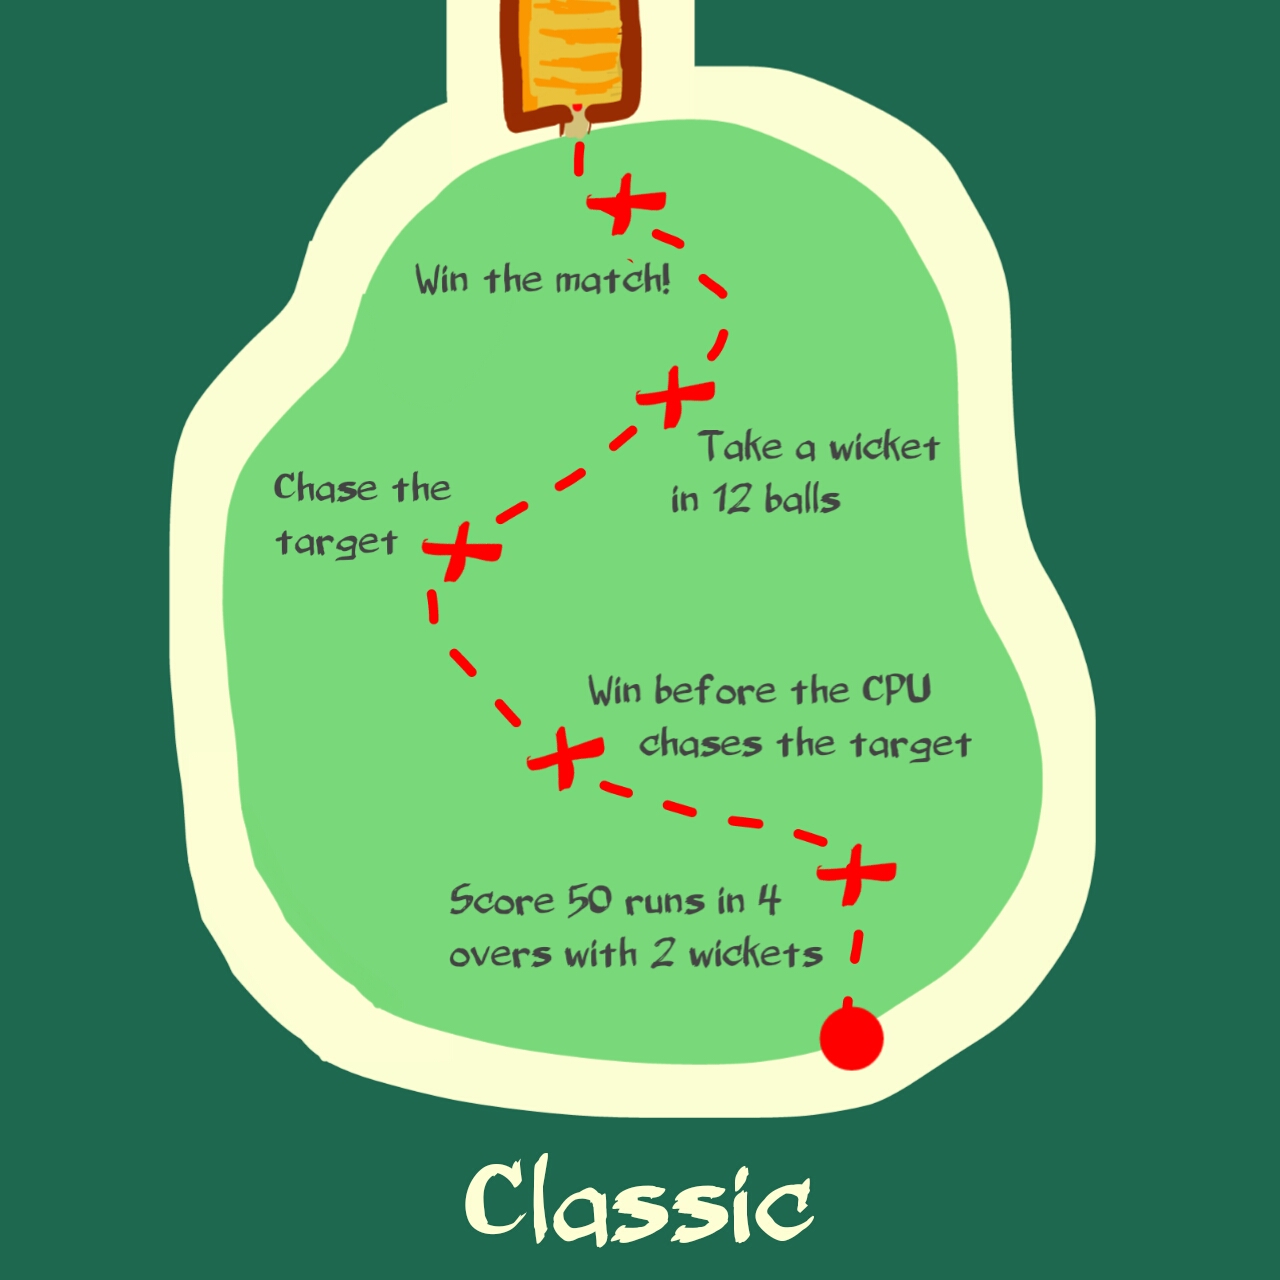 Win the match!
Take a wicket
in 12 balls
Chase the
target
Win before the CPU
chases the target
Score 50 runs in 4
overs with 2 wickets
Classic